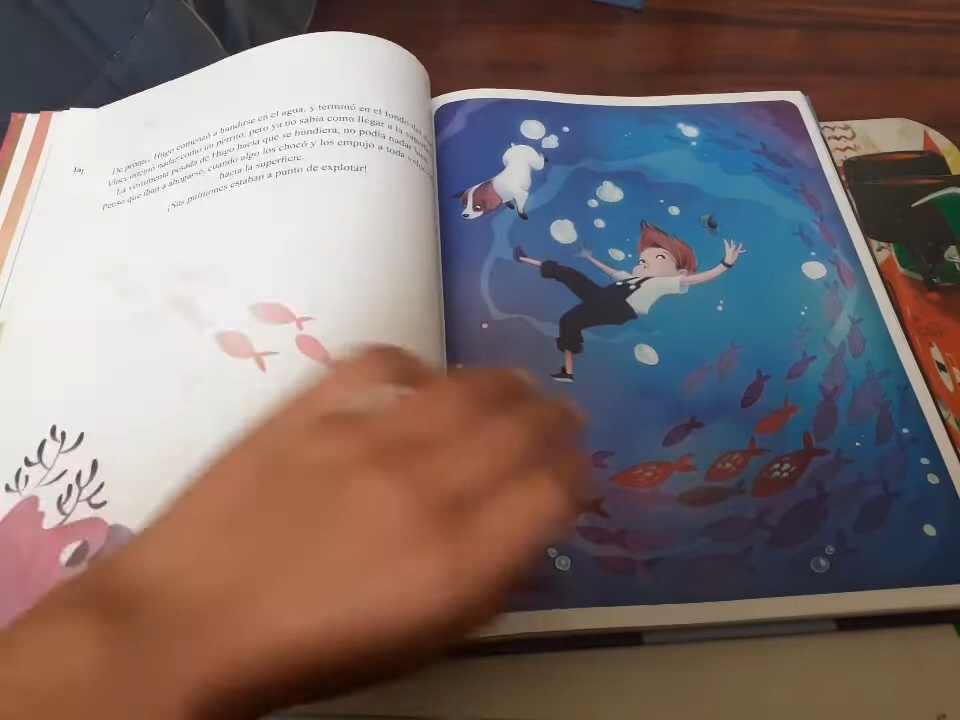 De pronto, Hugo comenzó a hundirse en el agua, y terminó en el fondo del
Vinci intentó nadar como un perrito, pero ya no sabía como llegar a la
La vestimenta pesada de Hugo hacía que se hundiera, no podía nadar
Pensó que iban a ahogarse, cuando algo los chocó y los empujó a toda
hacia la superficie.
¡Sus pulmones estaban a punto de explotar!